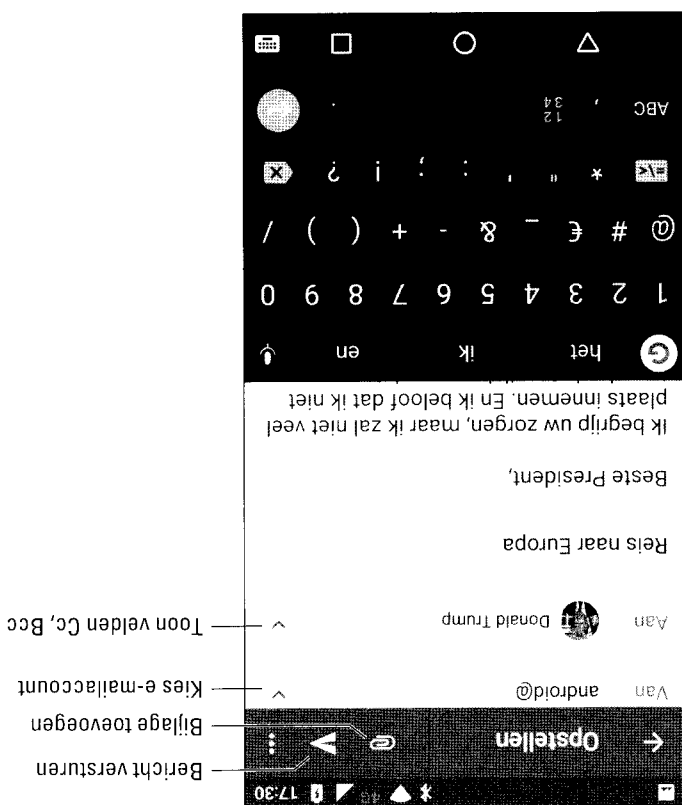 17:30
4G
Opstellen
Bericht versturen
Bijlage toevoegen
Van android@
Kies e-mailaccount
Aan Donald Trump
Toon velden Cc, Bcc
Reis naar Europa
Beste President,
Ik begrijp uw zorgen, maar ik zal niet veel
plaats innemen. En ik beloof dat ik niet
G het ik en
1 2 3 4 5 6 7 8 9 0
@ # € _ & - + ( ) /
=\< * " ' : ; ! ?
ABC , 12 34 .